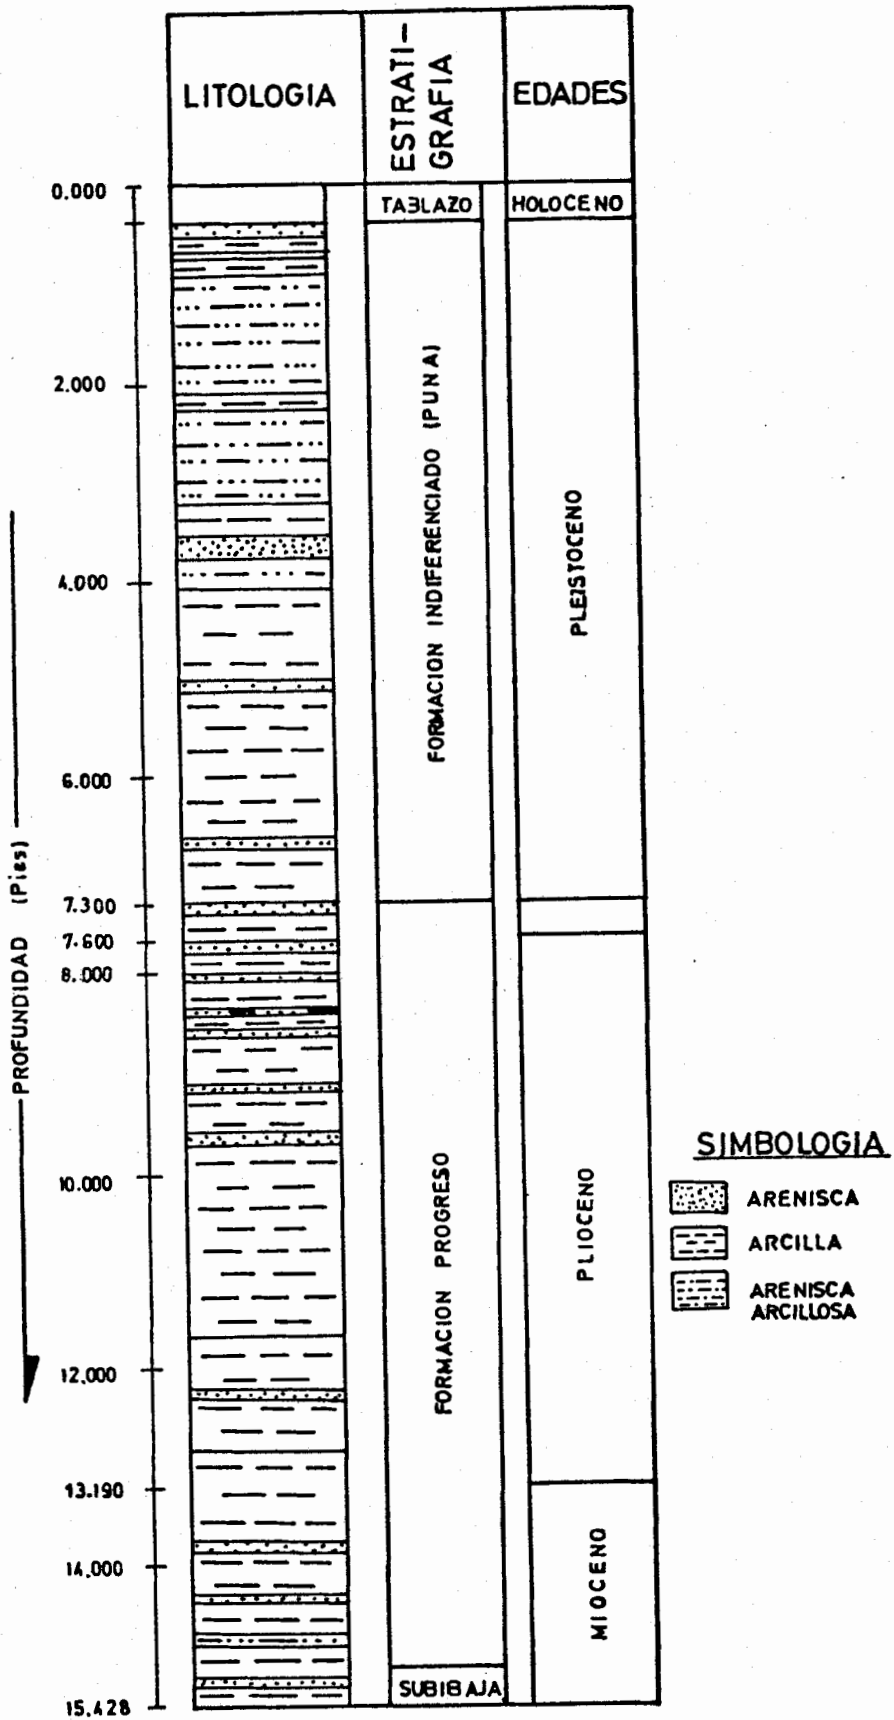 LITOLOGIA
ESTRATI-
GRAFIA
EDADES
0.000
2.000
4.000
6.000
7.300
7.600
8.000
10.000
12.000
13.190
14.000
15.428
PROFUNDIDAD (Pies)
TABLAZO
FORMACION INDIFERENCIADO (PUNA)
FORMACION PROGRESO
SUBIBAJA
HOLOCENO
PLEISTOCENO
PLIOCENO
MIOCENO
SIMBOLOGIA
ARENISCA
ARCILLA
ARENISCA
ARCILLOSA